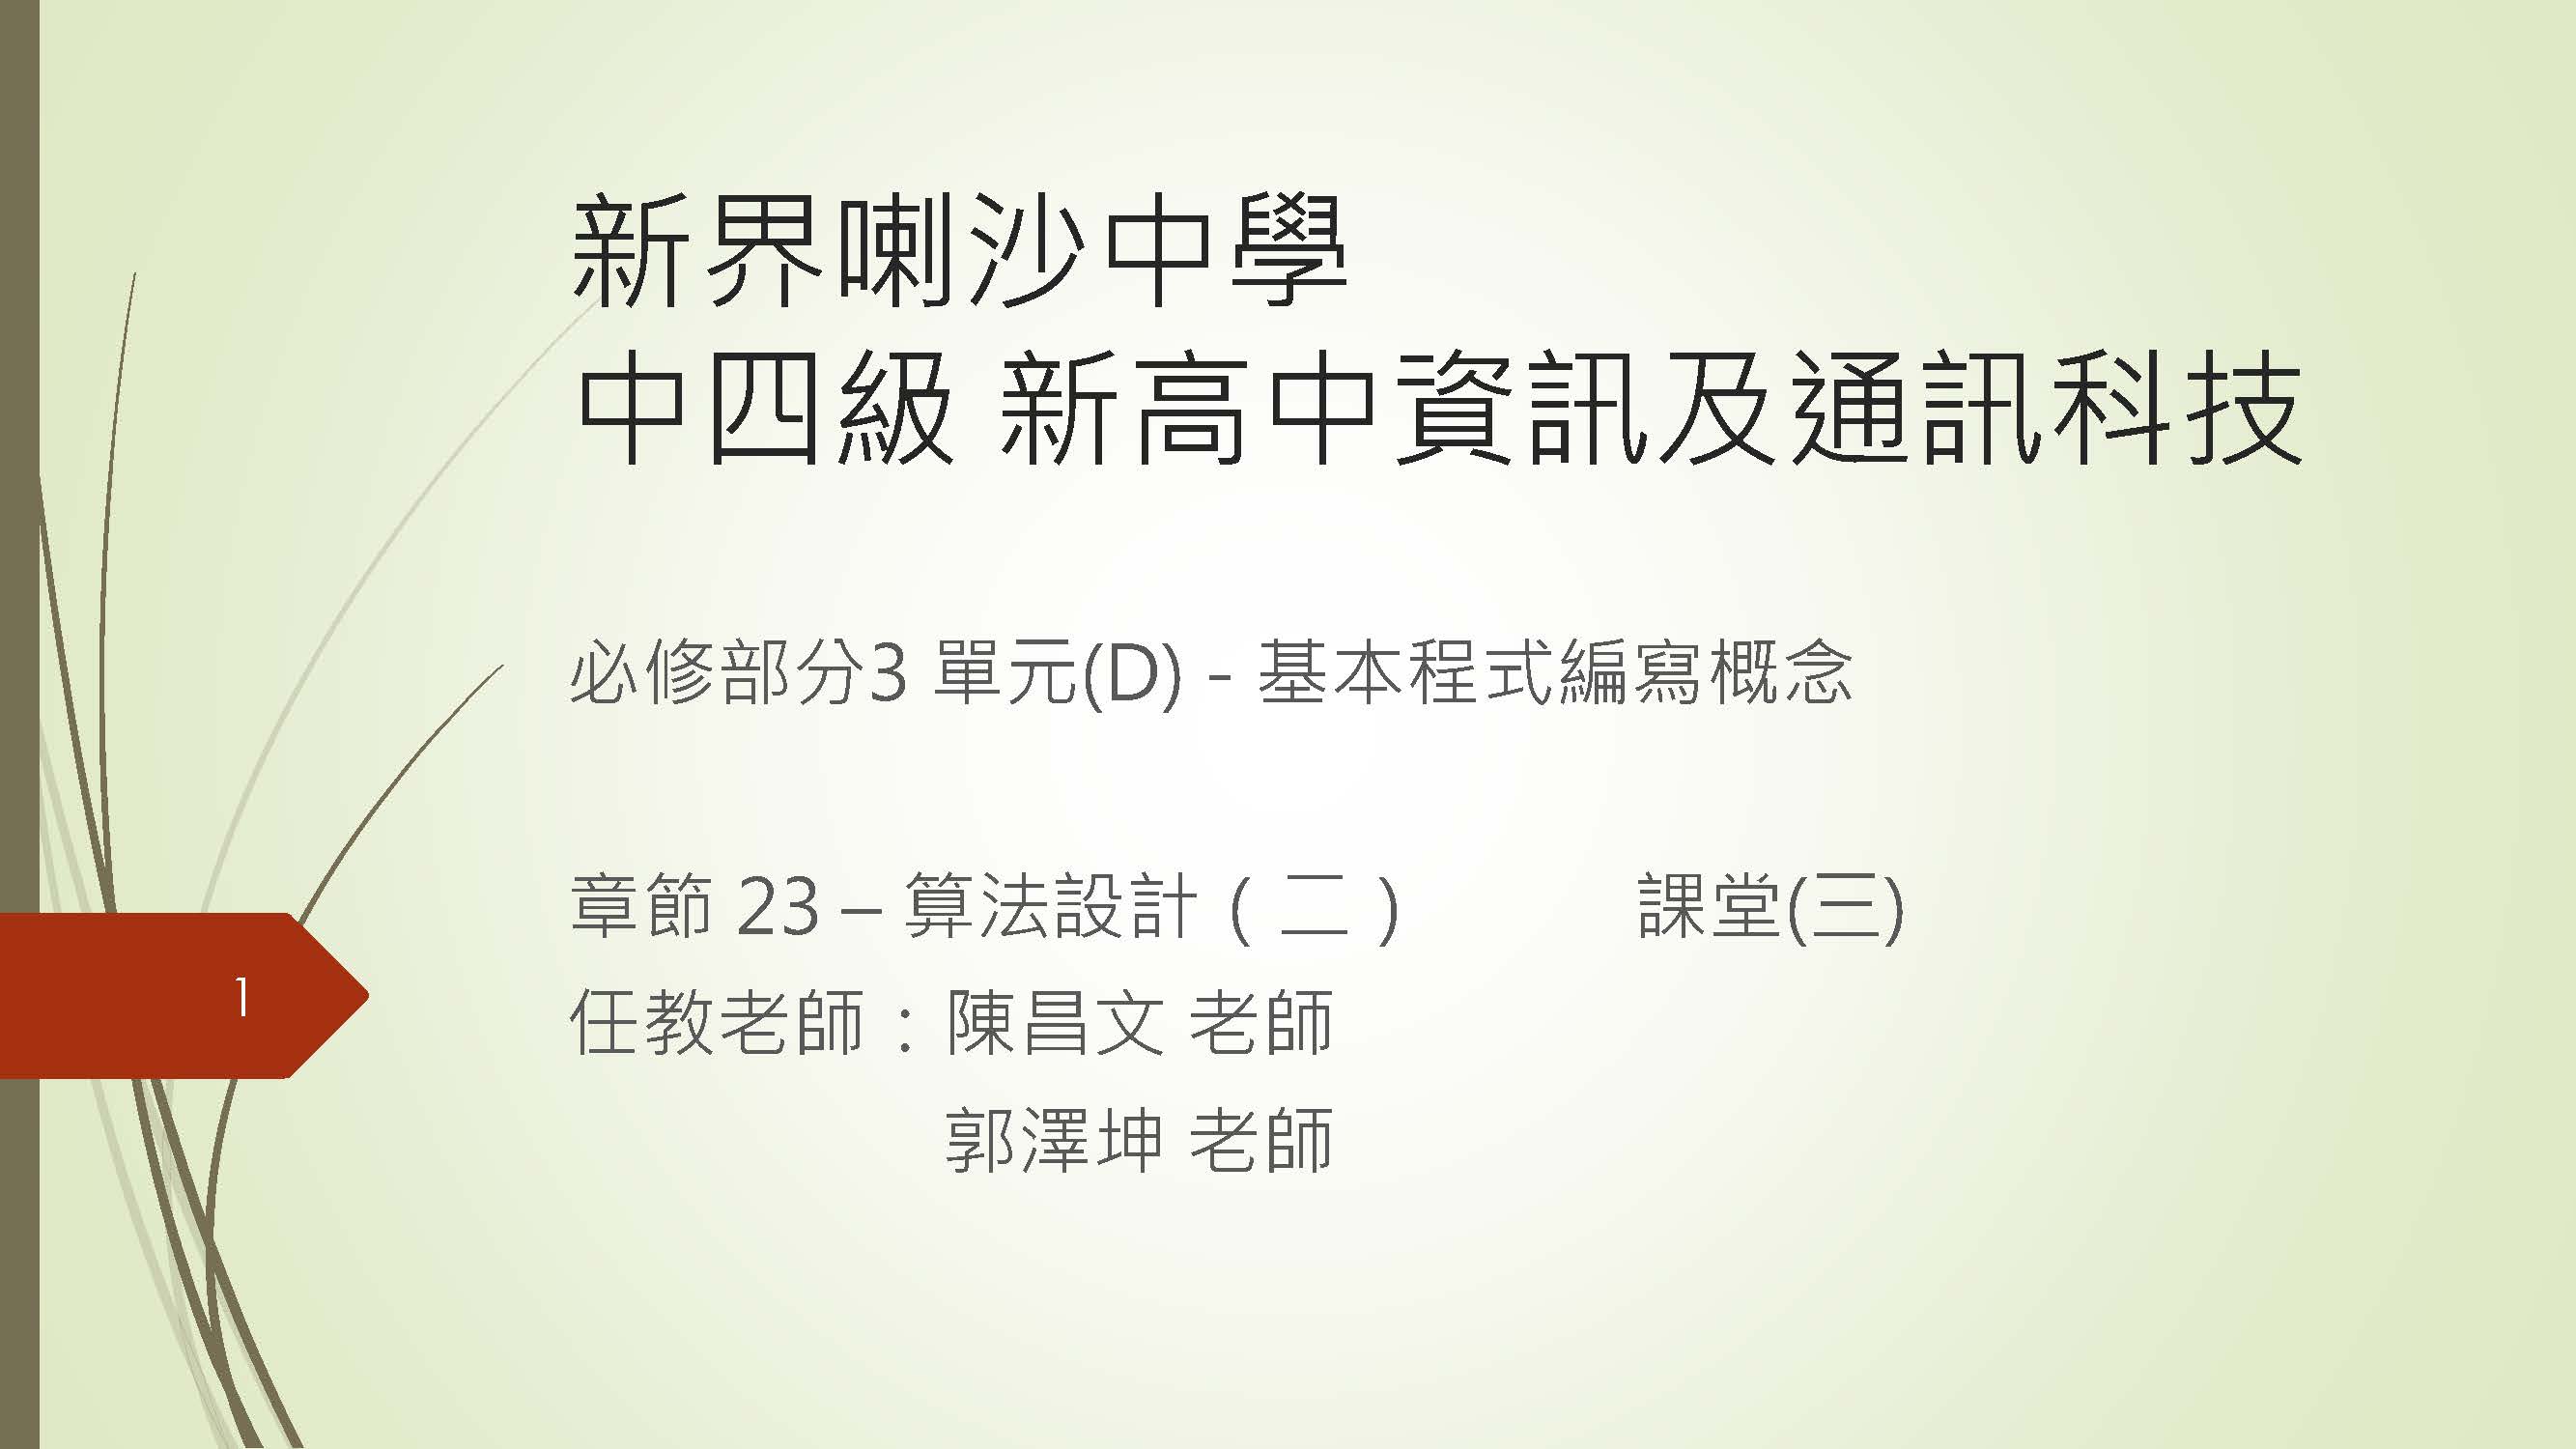 新界喇沙中學
中四級 新高中資訊及通訊科技
必修部分3 單元(D) - 基本程式編寫概念
章節 23 – 算法設計（二） 課堂(三)
1
任教老師：陳昌文 老師
郭澤坤 老師